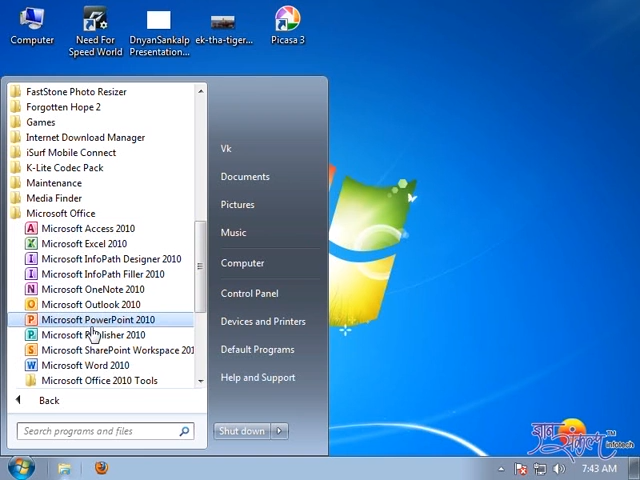 Computer
Need For
Speed World
DnyanSankalp
Presentation...
ek-tha-tiger...
Picasa 3
FastStone Photo Resizer
Forgotten Hope 2
Games
Internet Download Manager
iSurf Mobile Connect
K-Lite Codec Pack
Maintenance
Media Finder
Microsoft Office
Microsoft Access 2010
Microsoft Excel 2010
Microsoft InfoPath Designer 2010
Microsoft InfoPath Filler 2010
Microsoft OneNote 2010
Microsoft Outlook 2010
Microsoft PowerPoint 2010
Microsoft Publisher 2010
Microsoft SharePoint Workspace 201
Microsoft Word 2010
Microsoft Office 2010 Tools
Back
Search programs and files
Vk
Documents
Pictures
Music
Computer
Control Panel
Devices and Printers
Default Programs
Help and Support
Shut down
ज्ञान संकल्प TM
infotech
7:43 AM